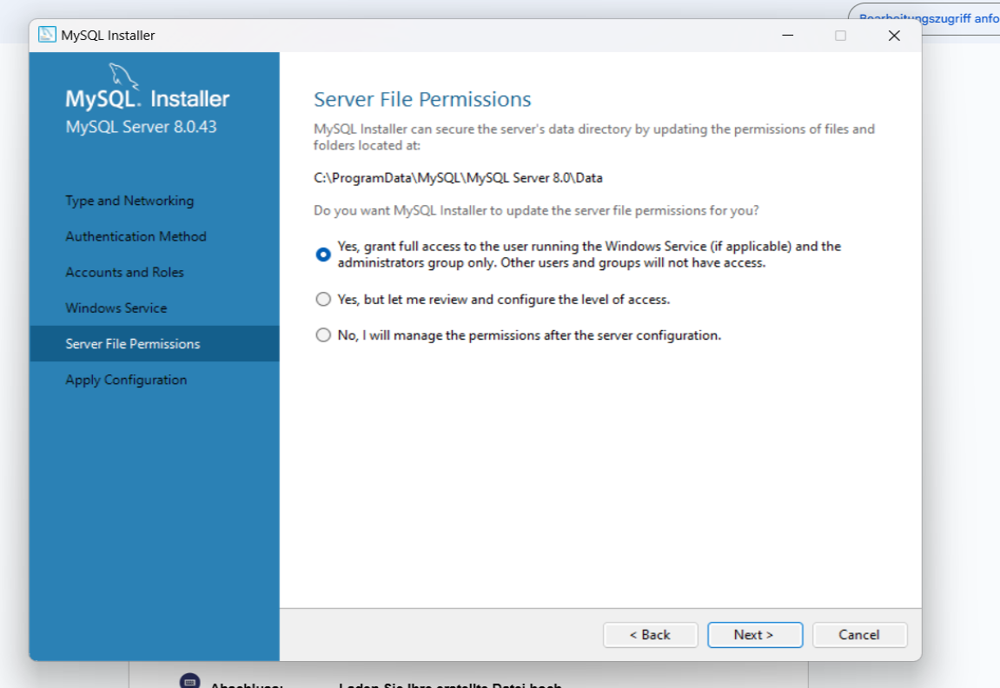 Bearbeitungszugriff anfo
MySQL Installer
MySQL. Installer
MySQL Server 8.0.43
Type and Networking
Authentication Method
Accounts and Roles
Windows Service
Server File Permissions
Apply Configuration
Server File Permissions
MySQL Installer can secure the server's data directory by updating the permissions of files and
folders located at:
C:\ProgramData\MySQL\MySQL Server 8.0\Data
Do you want MySQL Installer to update the server file permissions for you?
Yes, grant full access to the user running the Windows Service (if applicable) and the
administrators group only. Other users and groups will not have access.
Yes, but let me review and configure the level of access.
No, I will manage the permissions after the server configuration.
< Back
Next >
Cancel
Abschluss: Laden Sie Ihre erstellte Datei hoch